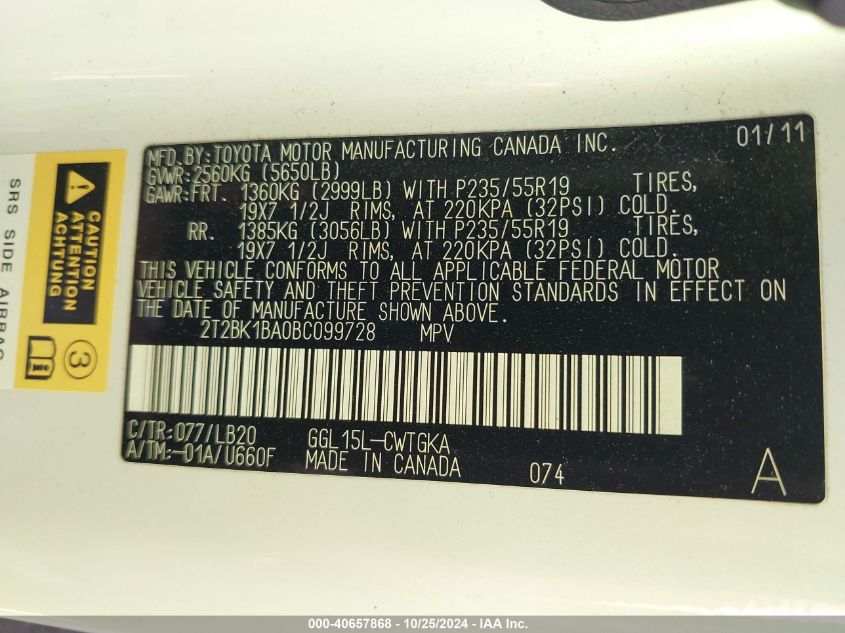 MFD. BY: TOYOTA MOTOR MANUFACTURING CANADA INC. 01/11
GVWR: 2560KG (5650LB)
GAWR: FRT. 1360KG (2999LB) WITH P235/55R19 TIRES,
19X7 1/2J RIMS, AT 220KPA (32PSI) COLD.
RR. 1385KG (3056LB) WITH P235/55R19 TIRES,
19X7 1/2J RIMS, AT 220KPA (32PSI) COLD.
THIS VEHICLE CONFORMS TO ALL APPLICABLE FEDERAL MOTOR
VEHICLE SAFETY AND THEFT PREVENTION STANDARDS IN EFFECT ON
THE DATE OF MANUFACTURE SHOWN ABOVE.
2T2BK1BA0BC099728 MPV
C/TR: 077/LB20 GGL15L-CWTGKA
A/TM: -01A/U660F MADE IN CANADA 074 A
SRS SIDE AIRBAG
CAUTION
ATTENTION
ACHTUNG
3
000-40657868 - 10/25/2024 - IAA Inc.